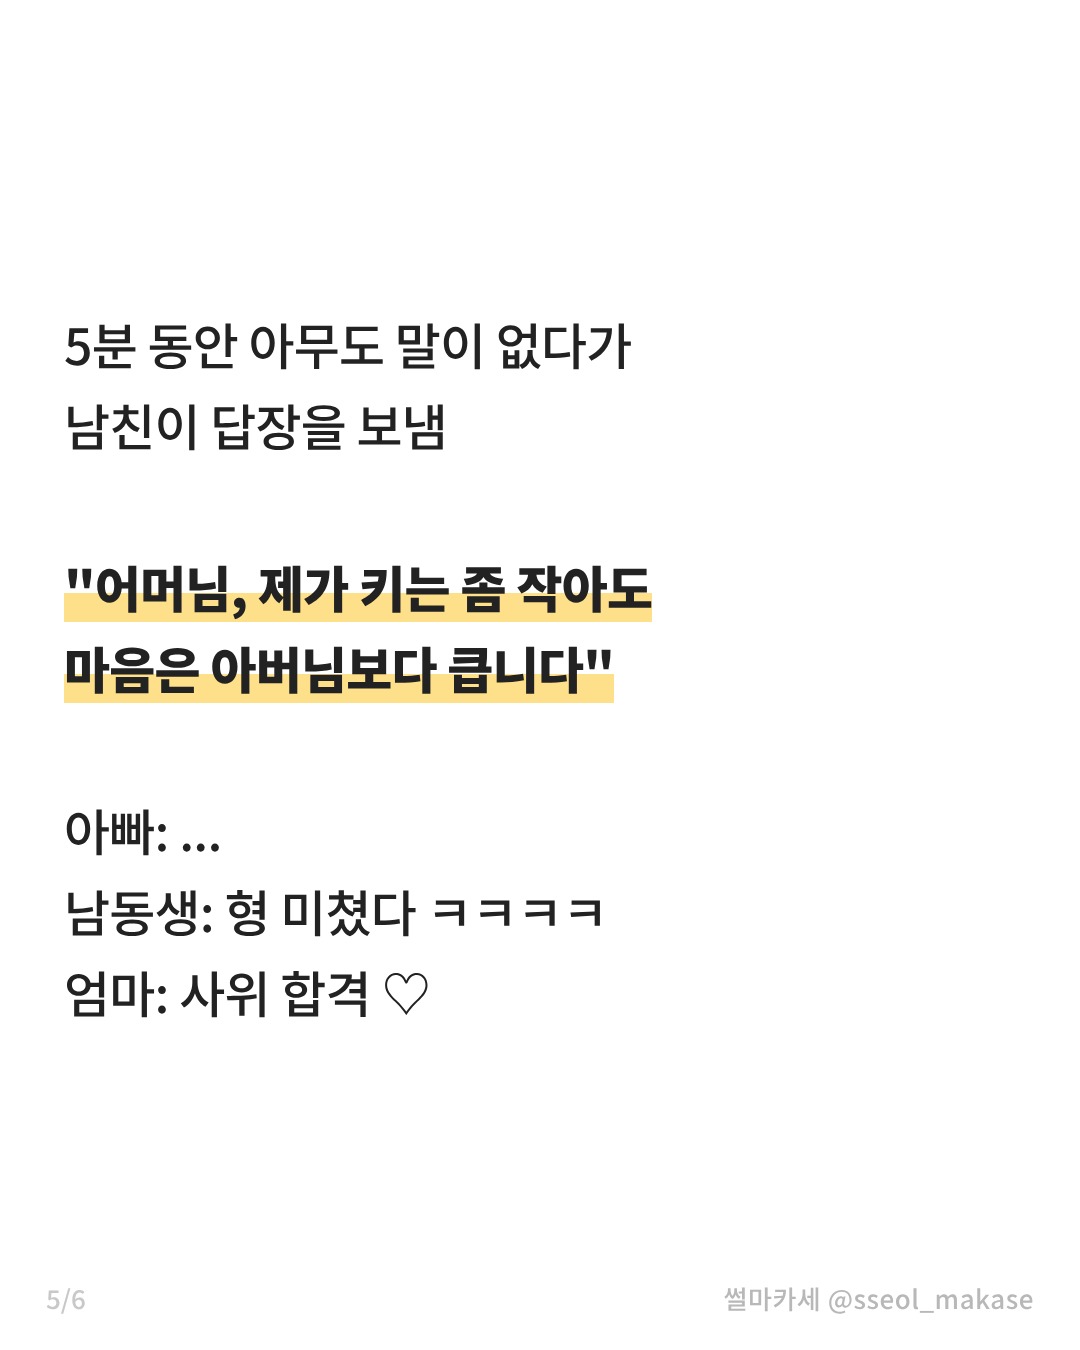 5분 동안 아무도 말이 없다가
남친이 답장을 보냄
"어머님, 제가 키는 좀 작아도
마음은 아버님보다 큽니다"
아빠: ...
남동생: 형 미쳤다 ㅋㅋㅋㅋ
엄마: 사위 합격 ♡
5/6
썰마카세 @sseol_makase